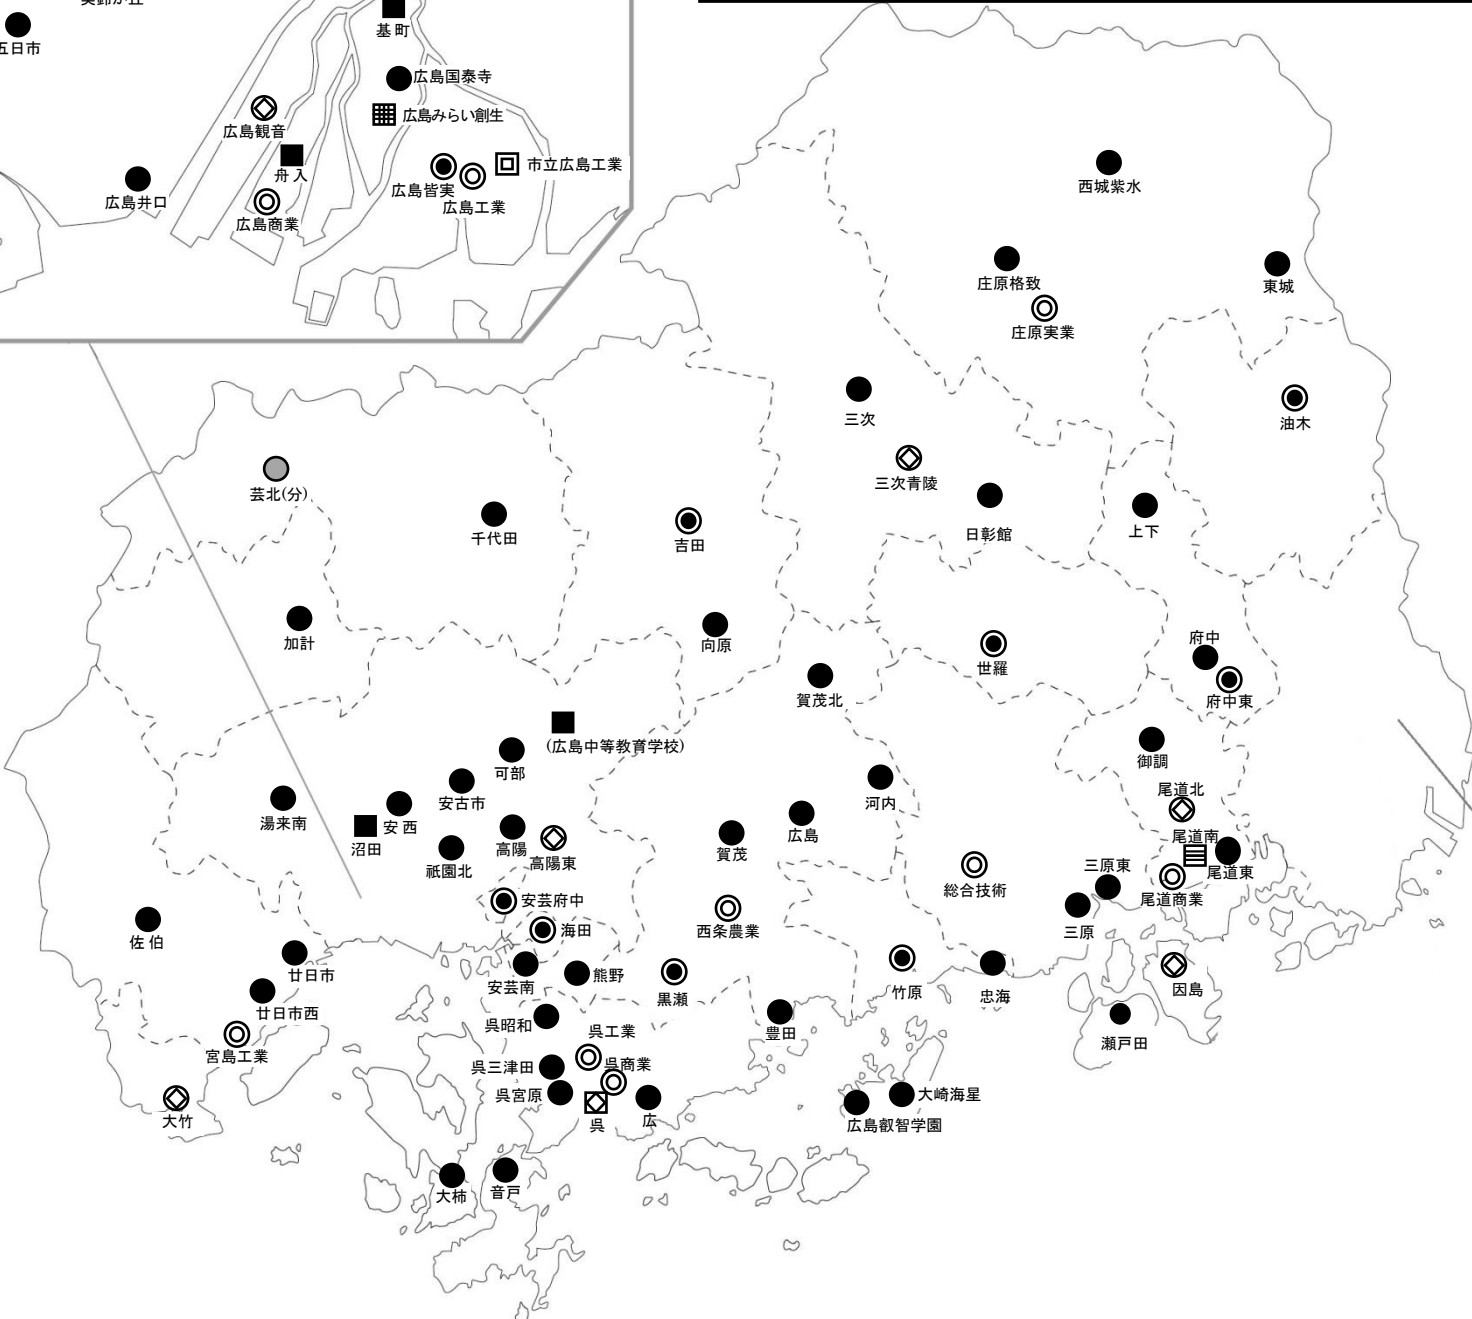 五日市
基町
広島国泰寺
広島みらい創生
広島観音
舟入
広島井口
広島商業
広島皆実
広島工業
市立広島工業
西城紫水
庄原格致
東城
庄原実業
三次
油木
三次青陵
芸北(分)
千代田
吉田
日彰館
上下
加計
向原
世羅
府中
賀茂北
府中東
(広島中等教育学校)
御調
可部
尾道北
安古市
河内
湯来南
安西
広島
尾道南
沼田
高陽
高陽東
賀茂
祇園北
三原東
尾道東
総合技術
尾道商業
安芸府中
三原
佐伯
海田
西条農業
廿日市
熊野
安芸南
黒瀬
竹原
忠海
因島
廿日市西
呉昭和
呉工業
豊田
瀬戸田
宮島工業
呉三津田
呉商業
呉宮原
大崎海星
大竹
呉
広
広島叡智学園
大柿
音戸